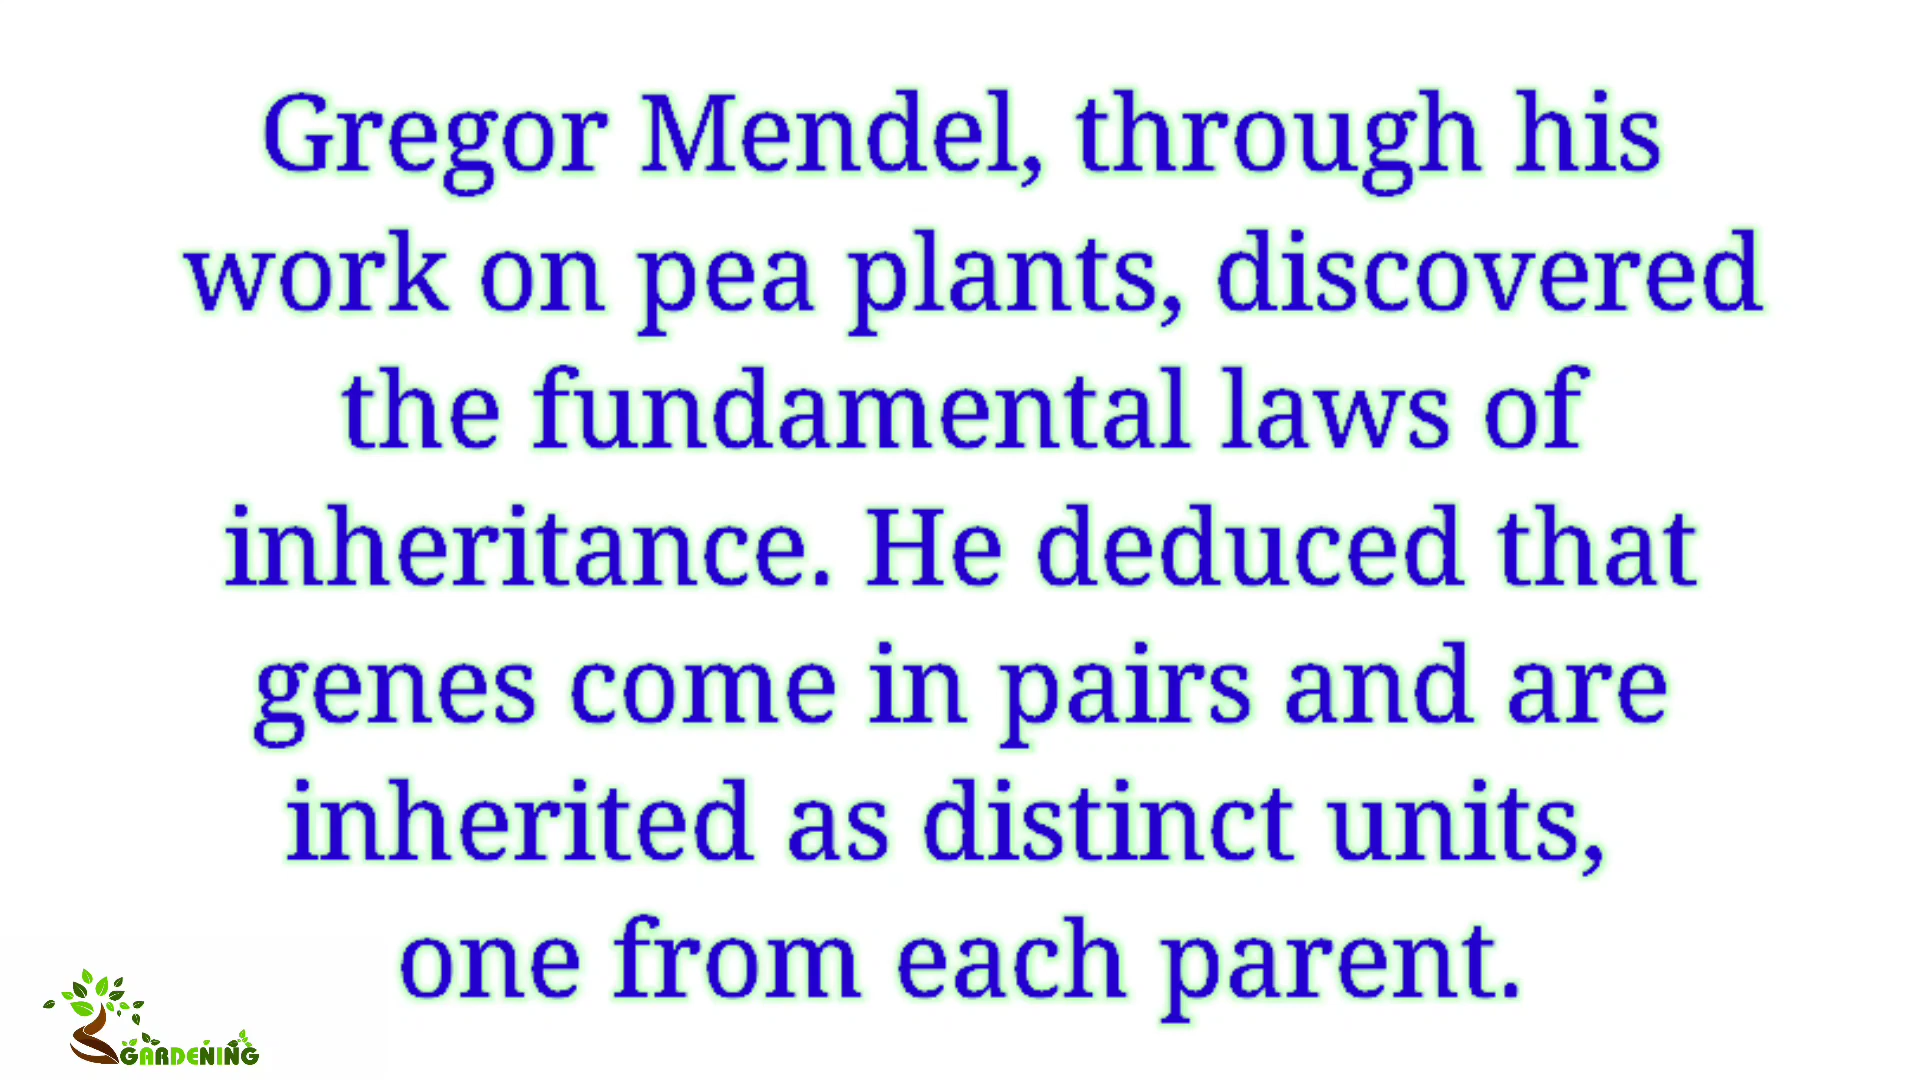 Gregor Mendel, through his
work on pea plants, discovered
the fundamental laws of
inheritance. He deduced that
genes come in pairs and are
inherited as distinct units,
one from each parent.
GARDENING